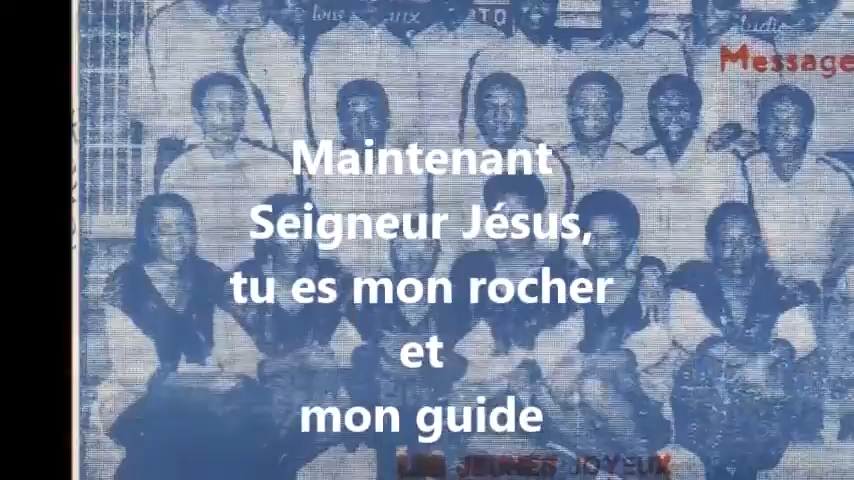 Message
Maintenant
Seigneur Jésus,
tu es mon rocher
et
mon guide
LES JEUNES JOYEUX